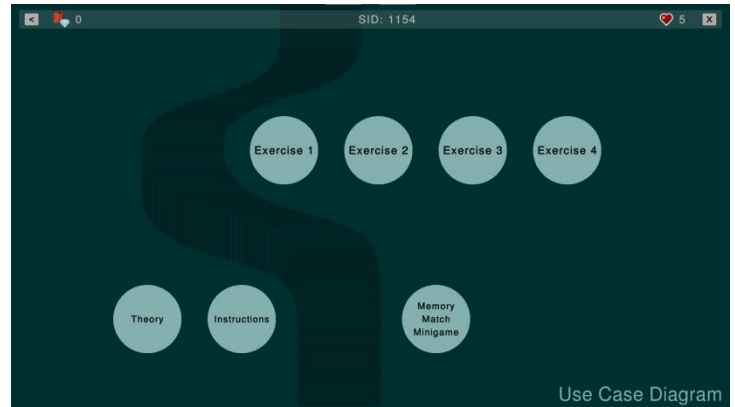 < 0 SID: 1154 5 X
Exercise 1 Exercise 2 Exercise 3 Exercise 4
Theory Instructions Memory
Match
Minigame
Use Case Diagram